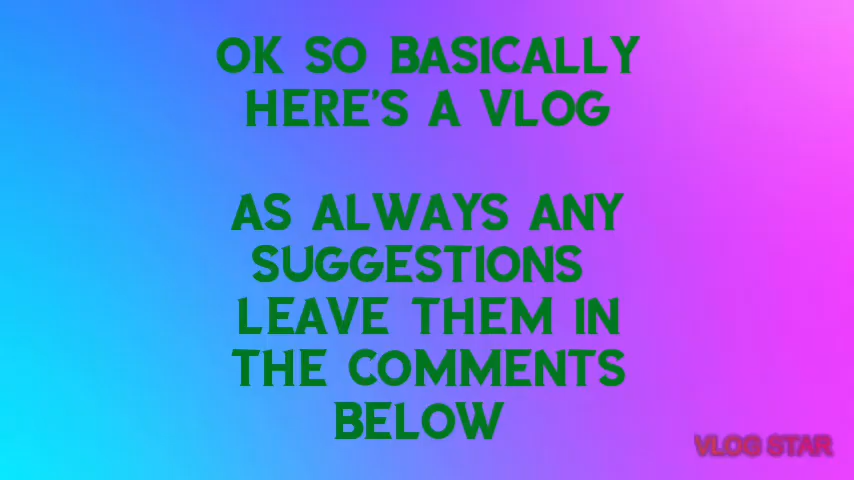 OK SO BASICALLY
HERE'S A VLOG
AS ALWAYS ANY
SUGGESTIONS
LEAVE THEM IN
THE COMMENTS
BELOW
VLOG STAR